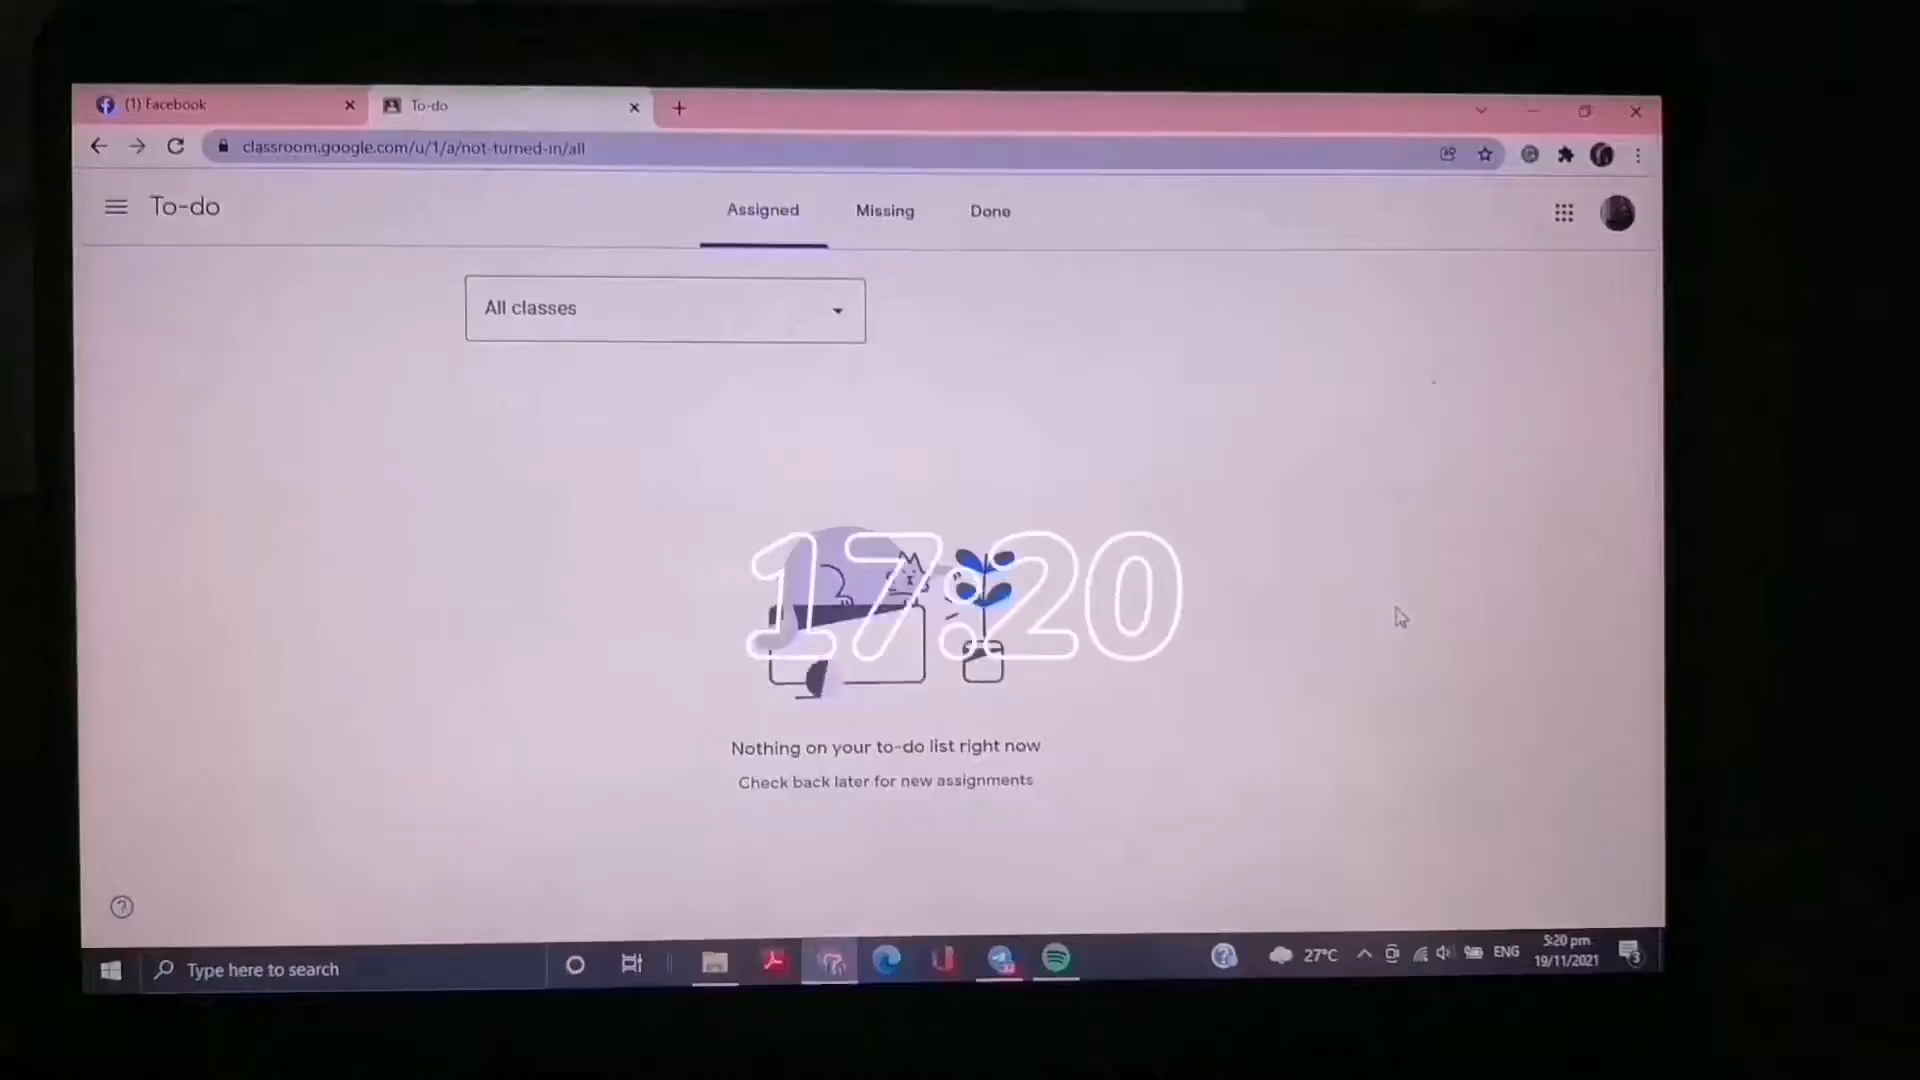 (1) Facebook
To-do
classroom.google.com/u/1/a/not-turned-in/all
To-do
Assigned
Missing
Done
All classes
17:20
Nothing on your to-do list right now
Check back later for new assignments
Type here to search
27°C
ENG
5:20 pm
19/11/2021
3